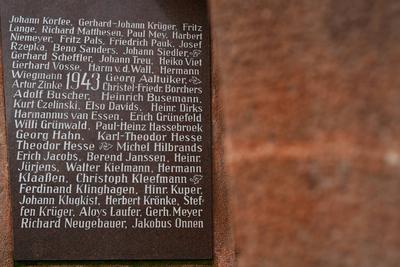 Johann Korfee, Gerhard-Johann Krüger, Fritz
Lange, Richard Matthesen, Paul Mey, Harbert
Niemeyer, Fritz Pals, Friedrich Pauk, Josef
Rzepka, Beno Sanders, Johann Siedler,
Gerhard Scheffler, Johann Treu, Heiko Viet
Gerhard Vosse, Harm v.d. Wall, Hermann
Wiegmann 1943 Georg Aaltuiker,
Artur Zinke Christel-Friedr. Borchers
Adolf Buscher, Heinrich Busemann,
Kurt Czelinski, Elso Davids, Heinr. Dirks
Harmannus van Essen, Erich Grünefeld
Willi Grünwald, Paul-Heinz Hassebroek
Georg Hahn, Karl-Theodor Hesse
Theodor Hesse Michel Hilbrands
Erich Jacobs, Berend Janssen, Heinr.
Jürjens, Walter Kielmann, Hermann
Klaaßen, Christoph Kleefmann
Ferdinand Klinghagen, Hinr. Kuper,
Johann Klugkist, Herbert Krönke, Stef-
fen Krüger, Aloys Laufer, Gerh. Meyer
Richard Neugebauer, Jakobus Onnen